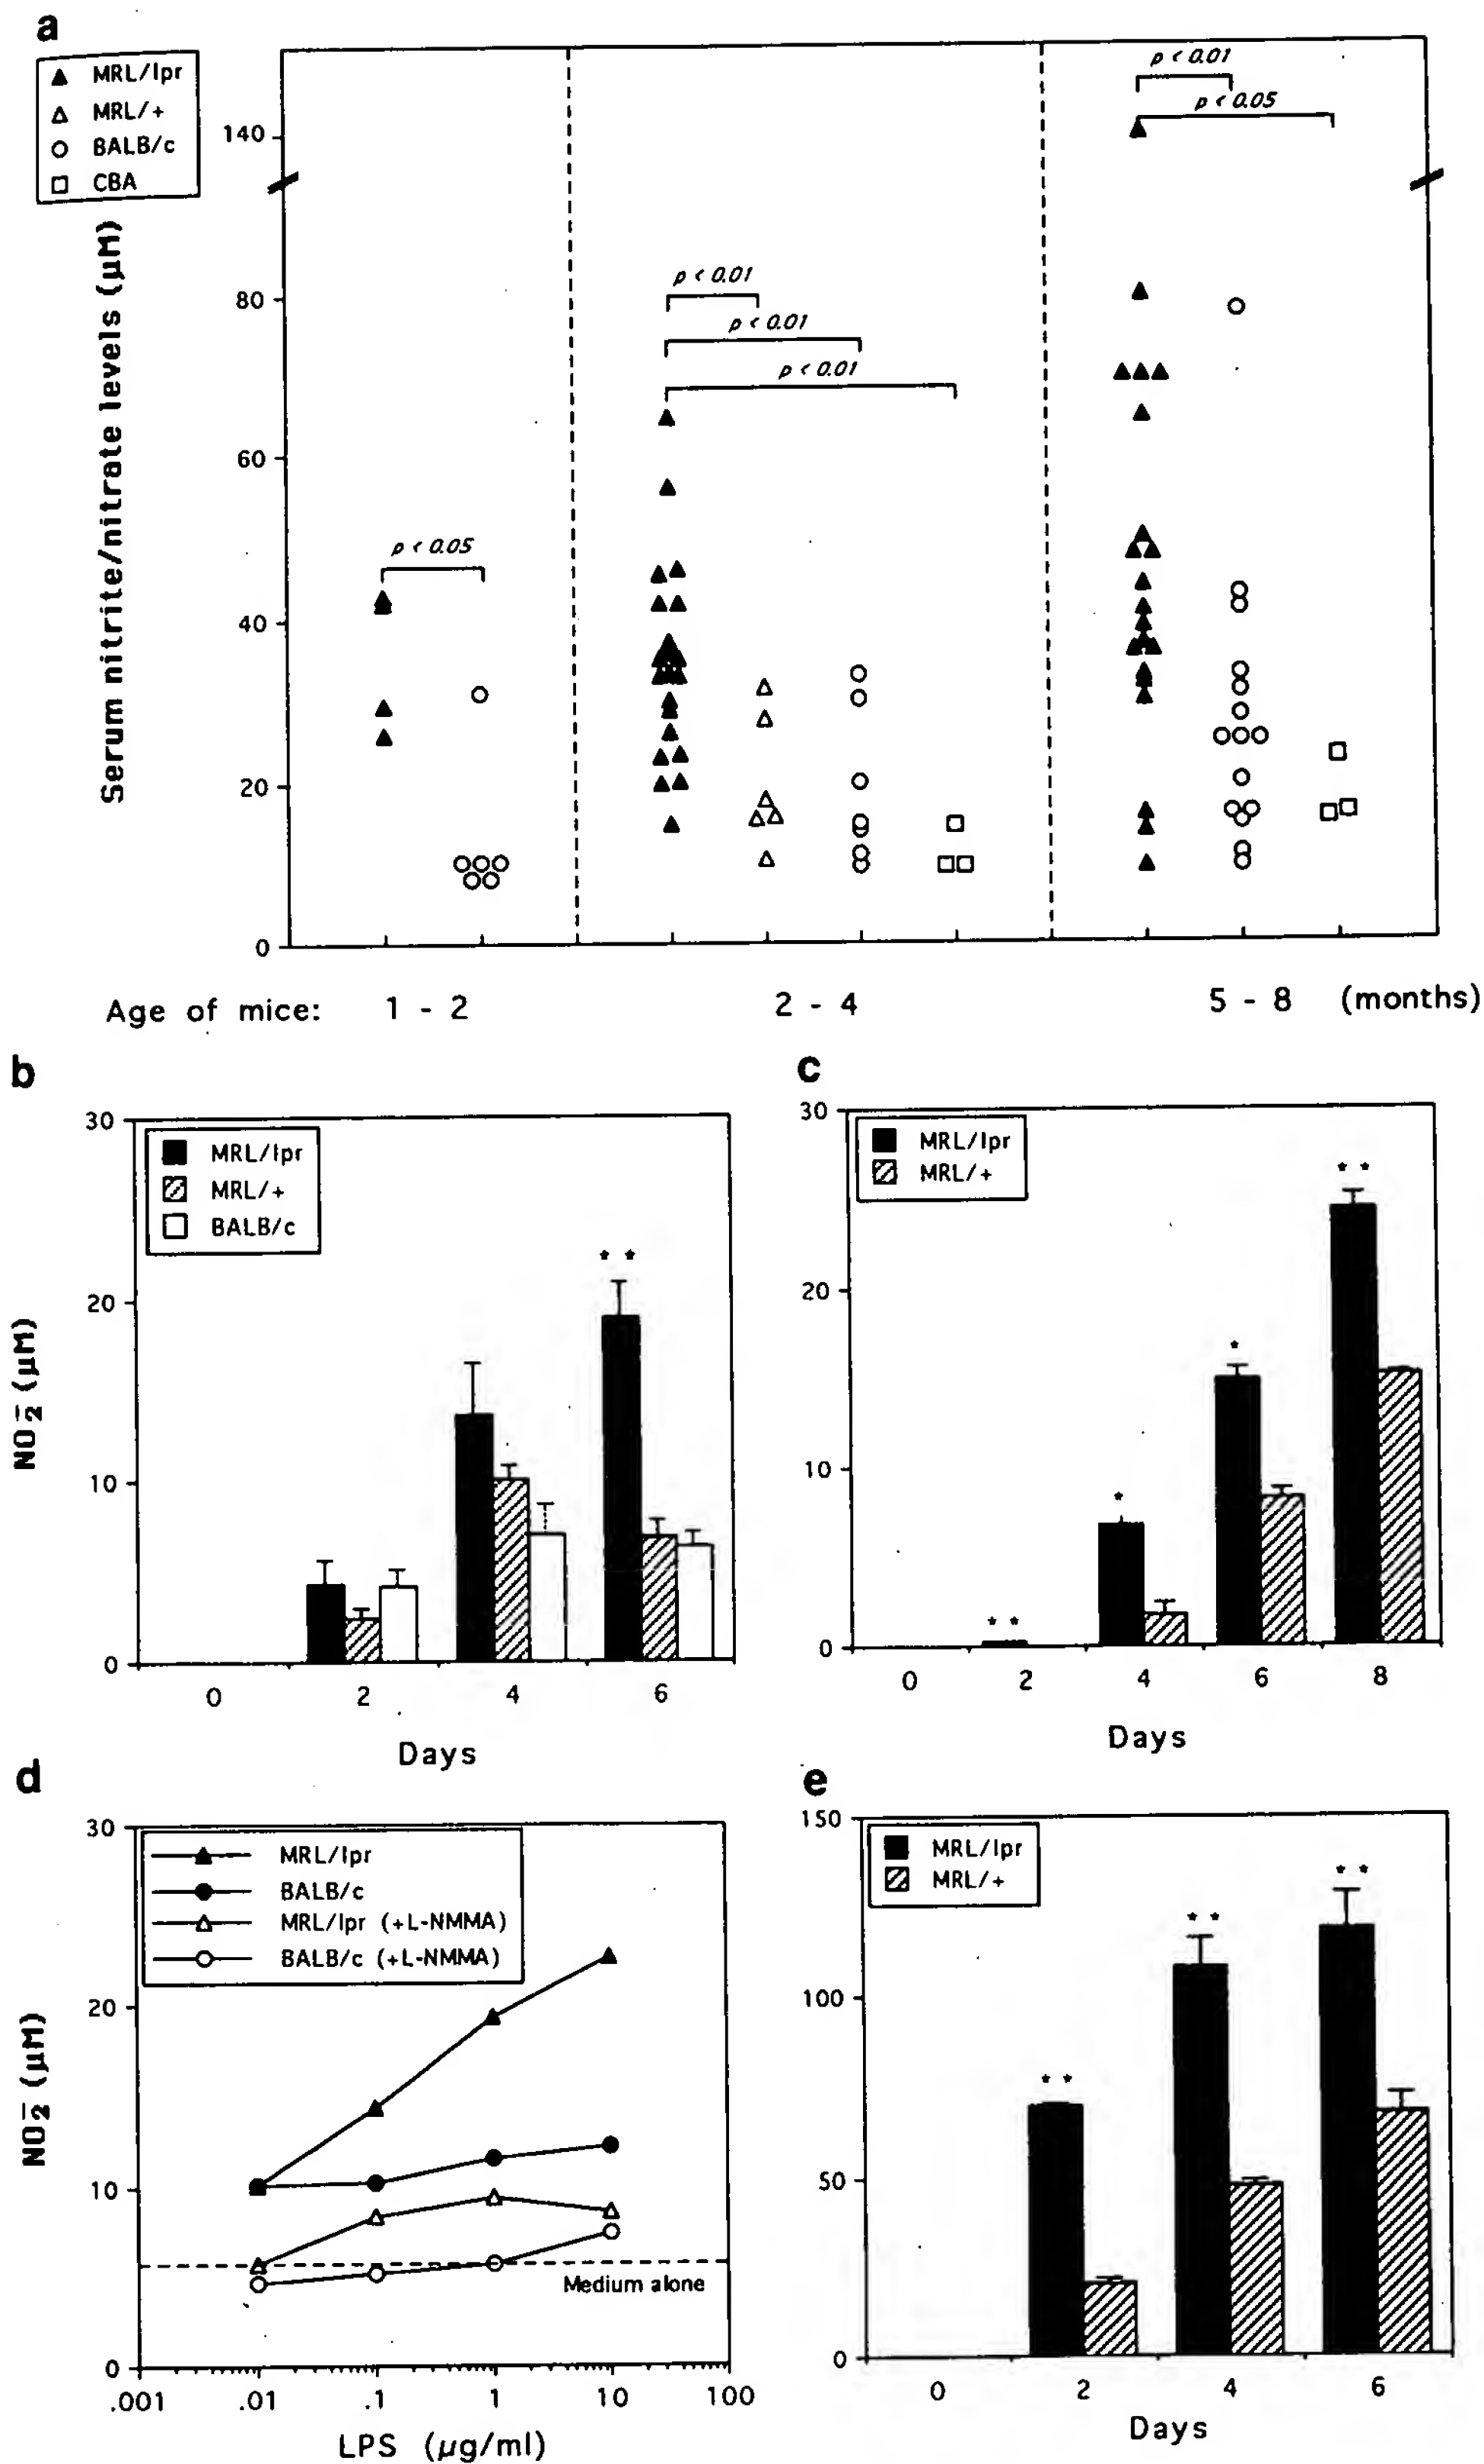 a
MRL/lpr
MRL/+
BALB/c
CBA
Serum nitrite/nitrate levels (µM)
140
80
60
40
20
0
p < 0.05
p < 0.01
p < 0.01
p < 0.01
p < 0.01
p < 0.05
Age of mice: 1 - 2 2 - 4 5 - 8 (months)
b
MRL/lpr
MRL/+
BALB/c
NO₂⁻ (µM)
30
20
10
0
* *
0 2 4 6
Days
c
MRL/lpr
MRL/+
30
20
10
0
* *
*
*
* *
0 2 4 6 8
Days
d
MRL/lpr
BALB/c
MRL/lpr (+L-NMMA)
BALB/c (+L-NMMA)
NO₂⁻ (µM)
30
20
10
0
Medium alone
.001 .01 .1 1 10 100
LPS (µg/ml)
e
MRL/lpr
MRL/+
150
100
50
0
* *
* *
* *
0 2 4 6
Days